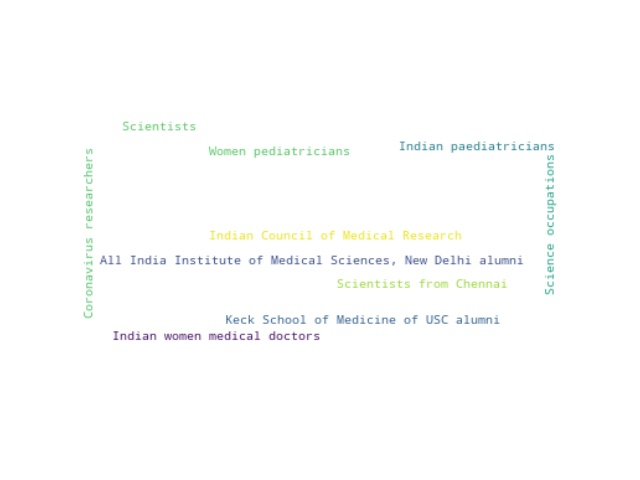 Scientists
Indian paediatricians
Women pediatricians
Coronavirus researchers
Science occupations
Indian Council of Medical Research
All India Institute of Medical Sciences, New Delhi alumni
Scientists from Chennai
Keck School of Medicine of USC alumni
Indian women medical doctors